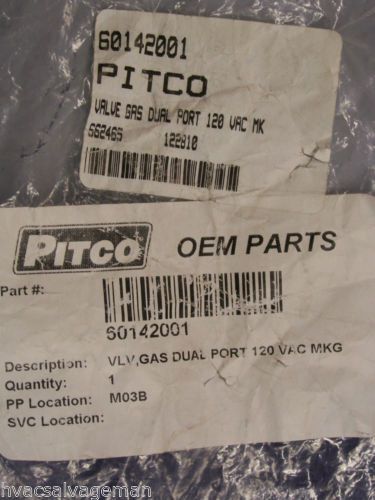 60142001
PITCO
VALVE GAS DUAL PORT 120 VAC MK
S62465 122810
PITCO OEM PARTS
Part #:
60142001
Description: VLV,GAS DUAL PORT 120 VAC MKG
Quantity: 1
PP Location: M03B
SVC Location:
hvacsalvageman